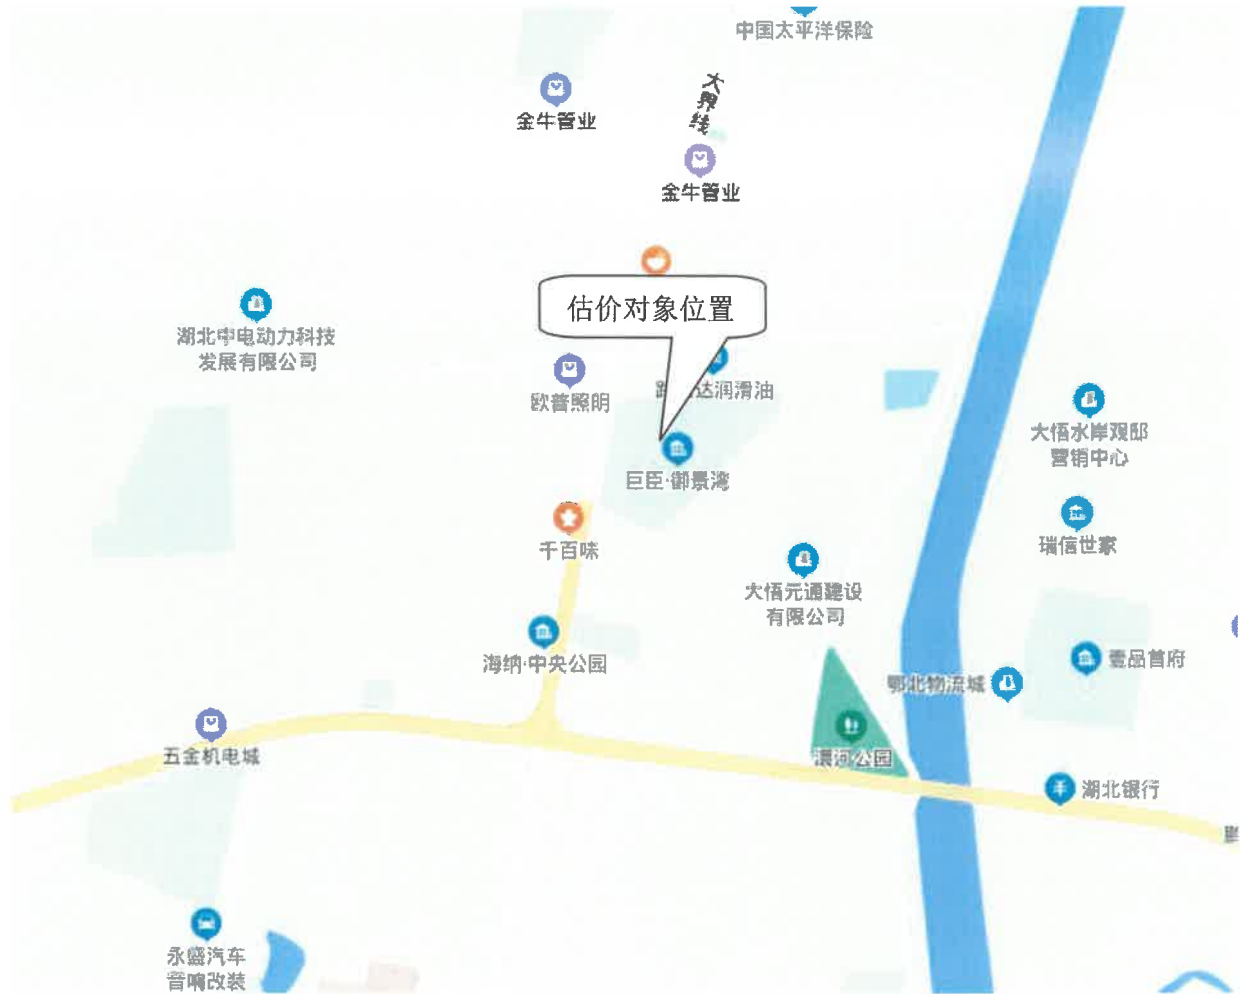 中国太平洋保险
大界线
金牛管业
金牛管业
估价对象位置
湖北中电动力科技
发展有限公司
欧普照明
达润滑油
大悟水岸观邸
营销中心
巨臣·御景湾
千百味
瑞信世家
大悟元通建设
有限公司
海纳·中央公园
壹品首府
鄂北物流城
五金机电城
澴河公园
湖北银行
永盛汽车
音响改装